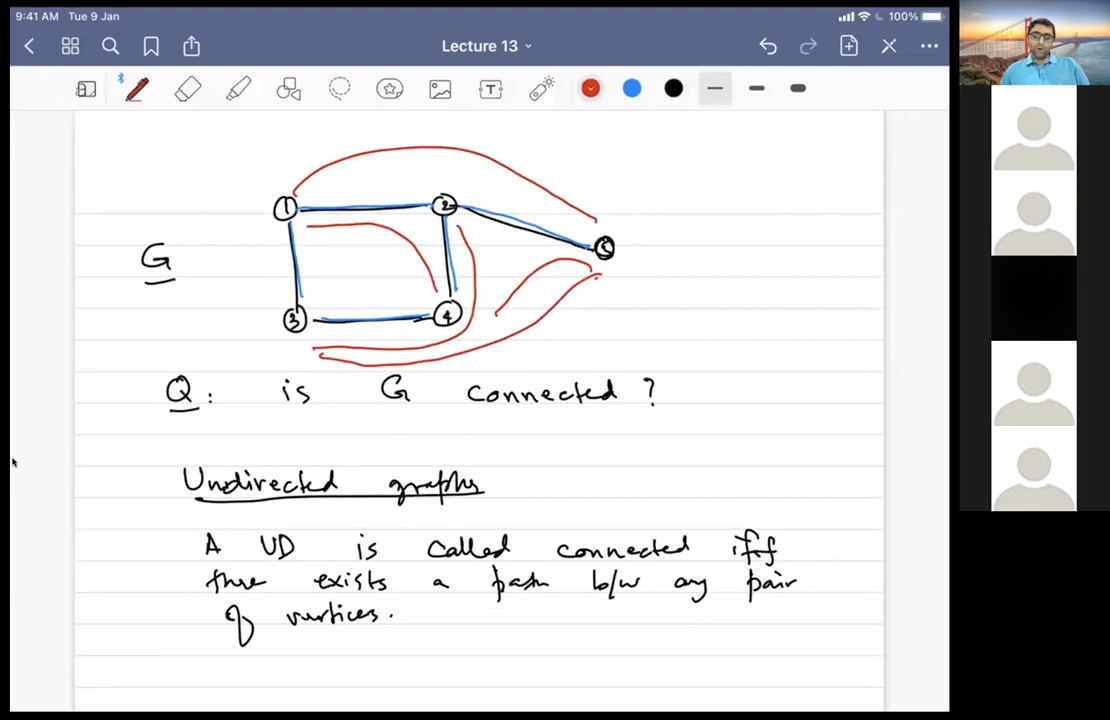 9:41 AM Tue 9 Jan
100%
Lecture 13
T
1
2
5
G
3
4
Q: is G connected?
Undirected graphs
A UD is called connected iff
there exists a path b/w any pair
of vertices.